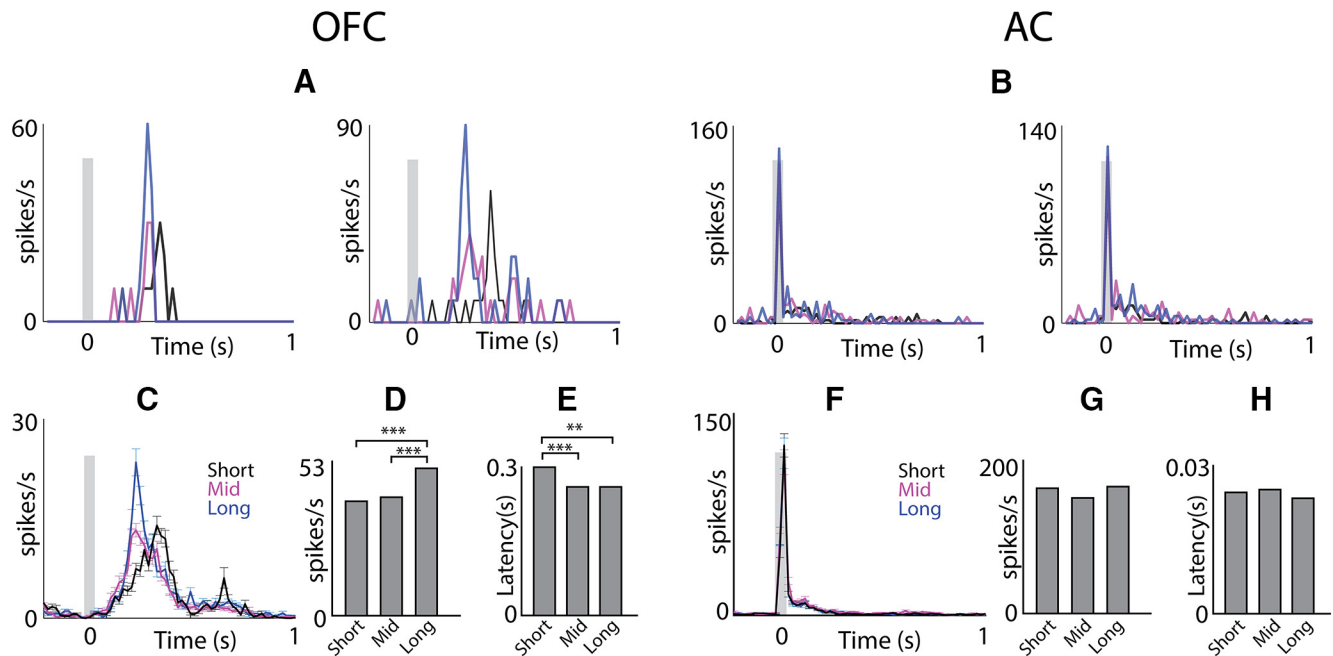 OFC
AC
A
B
60
spikes/s
0
0
Time (s)
1
90
spikes/s
0
0
Time (s)
1
160
spikes/s
0
0
Time (s)
1
140
spikes/s
0
0
Time (s)
1
C
D
E
F
G
H
30
spikes/s
0
0
Time (s)
1
Short
Mid
Long
53
spikes/s
0
***
***
Short
Mid
Long
0.3
Latency(s)
0
**
***
Short
Mid
Long
150
spikes/s
0
0
Time (s)
1
Short
Mid
Long
200
spikes/s
0
Short
Mid
Long
0.03
Latency(s)
0
Short
Mid
Long